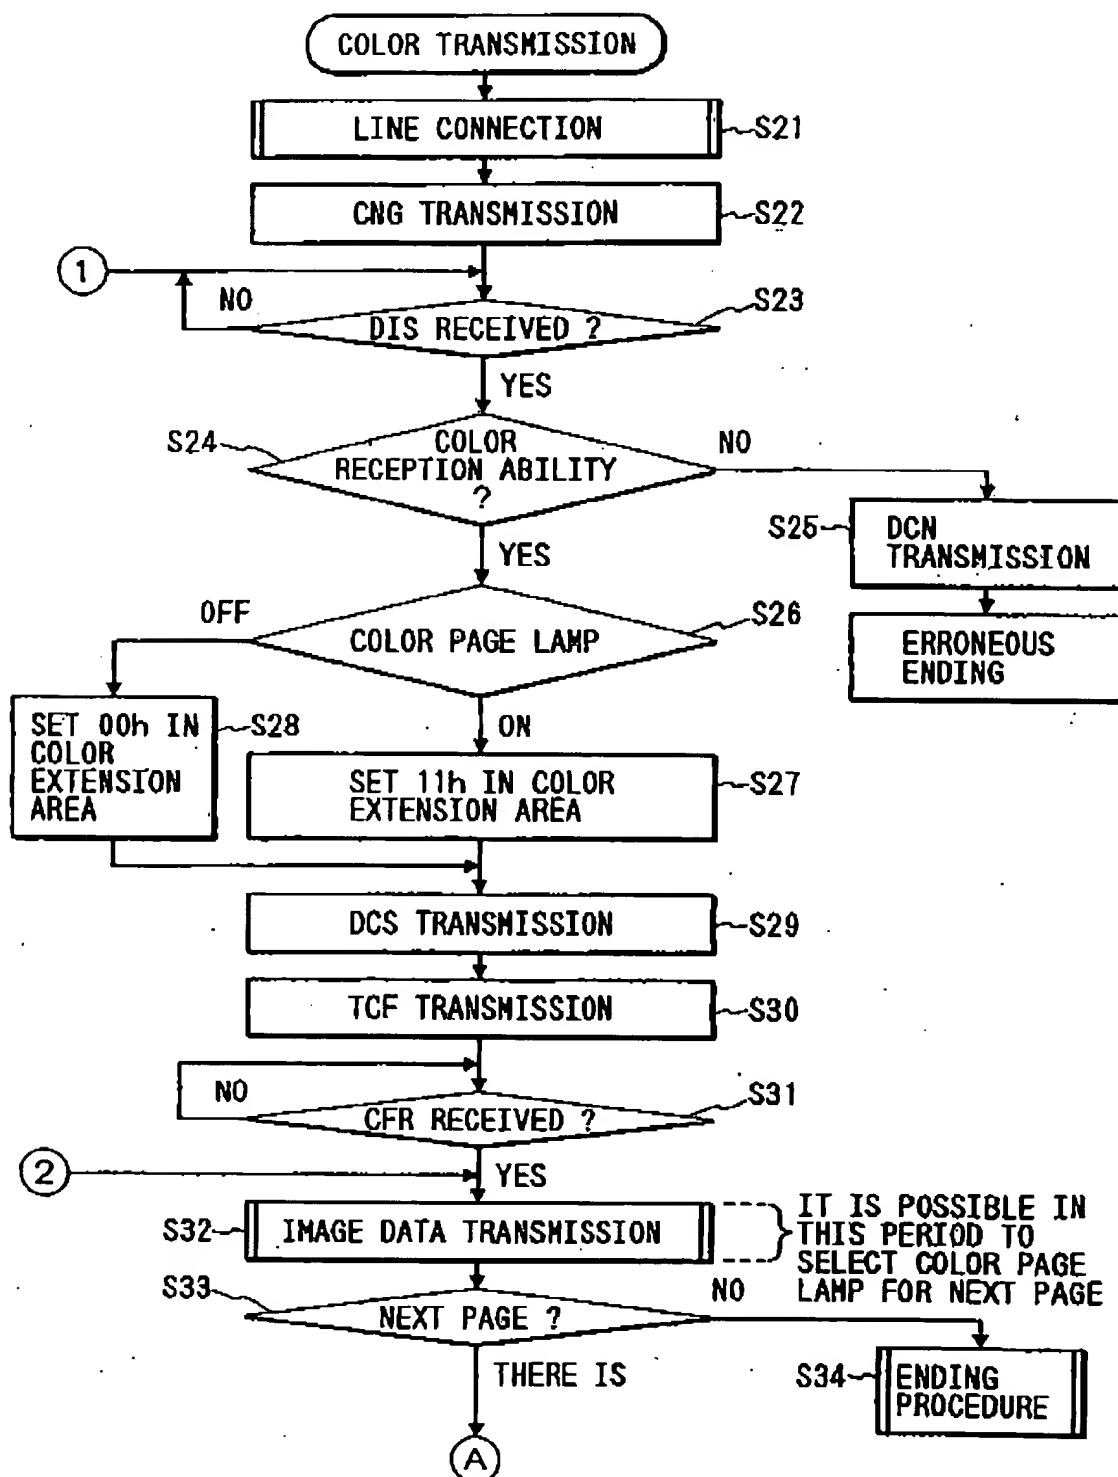 COLOR TRANSMISSION
LINE CONNECTION
S21
CNG TRANSMISSION
S22
1
NO
DIS RECEIVED ?
S23
YES
S24
COLOR
RECEPTION ABILITY
?
NO
S25
DCN
TRANSMISSION
YES
OFF
COLOR PAGE LAMP
S26
ERRONEOUS
ENDING
SET 00h IN
COLOR
EXTENSION
AREA
S28
ON
SET 11h IN COLOR
EXTENSION AREA
S27
DCS TRANSMISSION
S29
TCF TRANSMISSION
S30
NO
CFR RECEIVED ?
S31
2
YES
S32
IMAGE DATA TRANSMISSION
IT IS POSSIBLE IN
THIS PERIOD TO
SELECT COLOR PAGE
LAMP FOR NEXT PAGE
S33
NEXT PAGE ?
NO
THERE IS
S34
ENDING
PROCEDURE
A